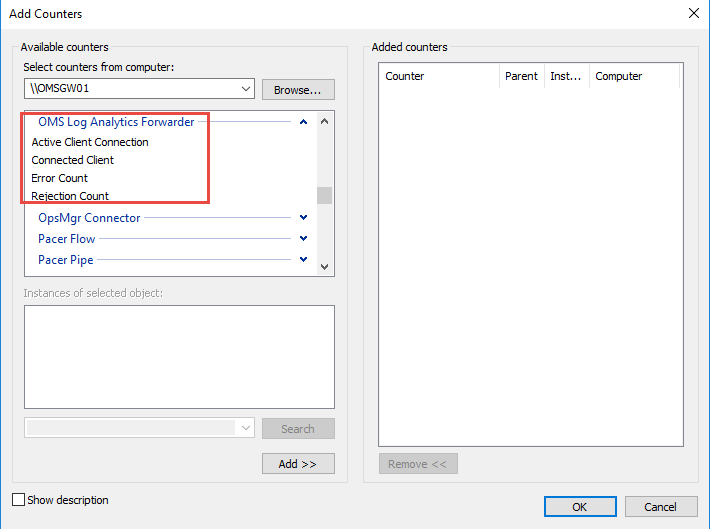 Add Counters
Available counters
Select counters from computer:
\\OMSGW01
Browse...
OMS Log Analytics Forwarder
Active Client Connection
Connected Client
Error Count
Rejection Count
OpsMgr Connector
Pacer Flow
Pacer Pipe
Instances of selected object:
Search
Add >>
Show description
Added counters
Counter Parent Inst... Computer
Remove <<
OK Cancel